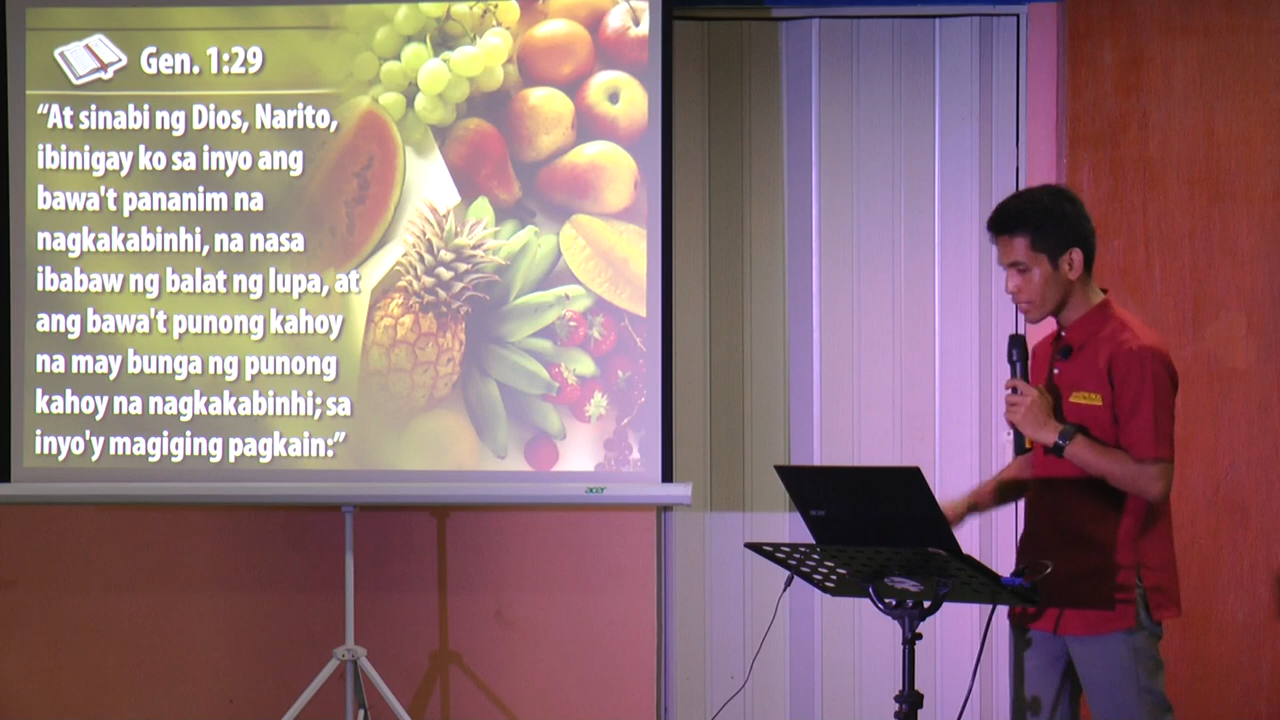 Gen. 1:29
“At sinabi ng Dios, Narito,
ibinigay ko sa inyo ang
bawa't pananim na
nagkakabinhi, na nasa
ibabaw ng balat ng lupa, at
ang bawa't punong kahoy
na may bunga ng punong
kahoy na nagkakabinhi; sa
inyo'y magiging pagkain:”
acer
acer